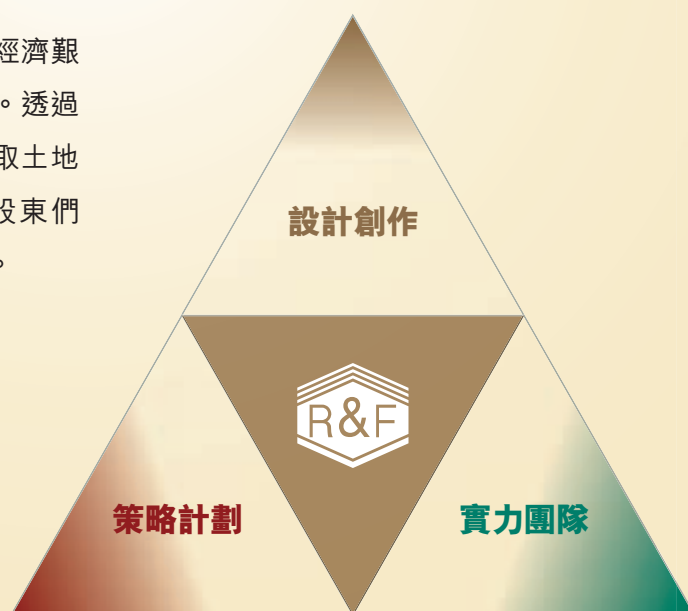 經濟艱
。透過
取土地
股東們
。
設計創作
R&F
策略計劃
實力團隊